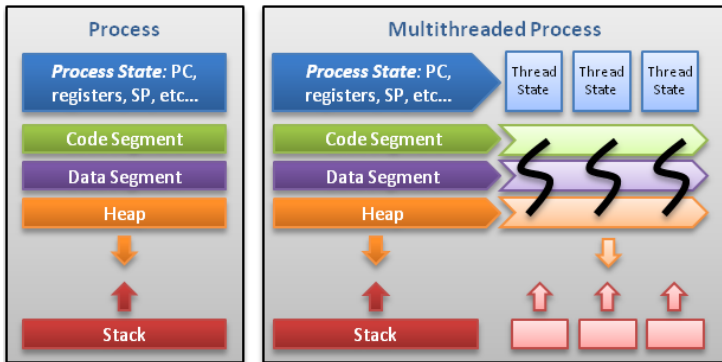 Process
Process State: PC,
registers, SP, etc...
Code Segment
Data Segment
Heap
Stack
Multithreaded Process
Process State: PC,
registers, SP, etc...
Thread
State
Thread
State
Thread
State
Code Segment
Data Segment
Heap
Stack